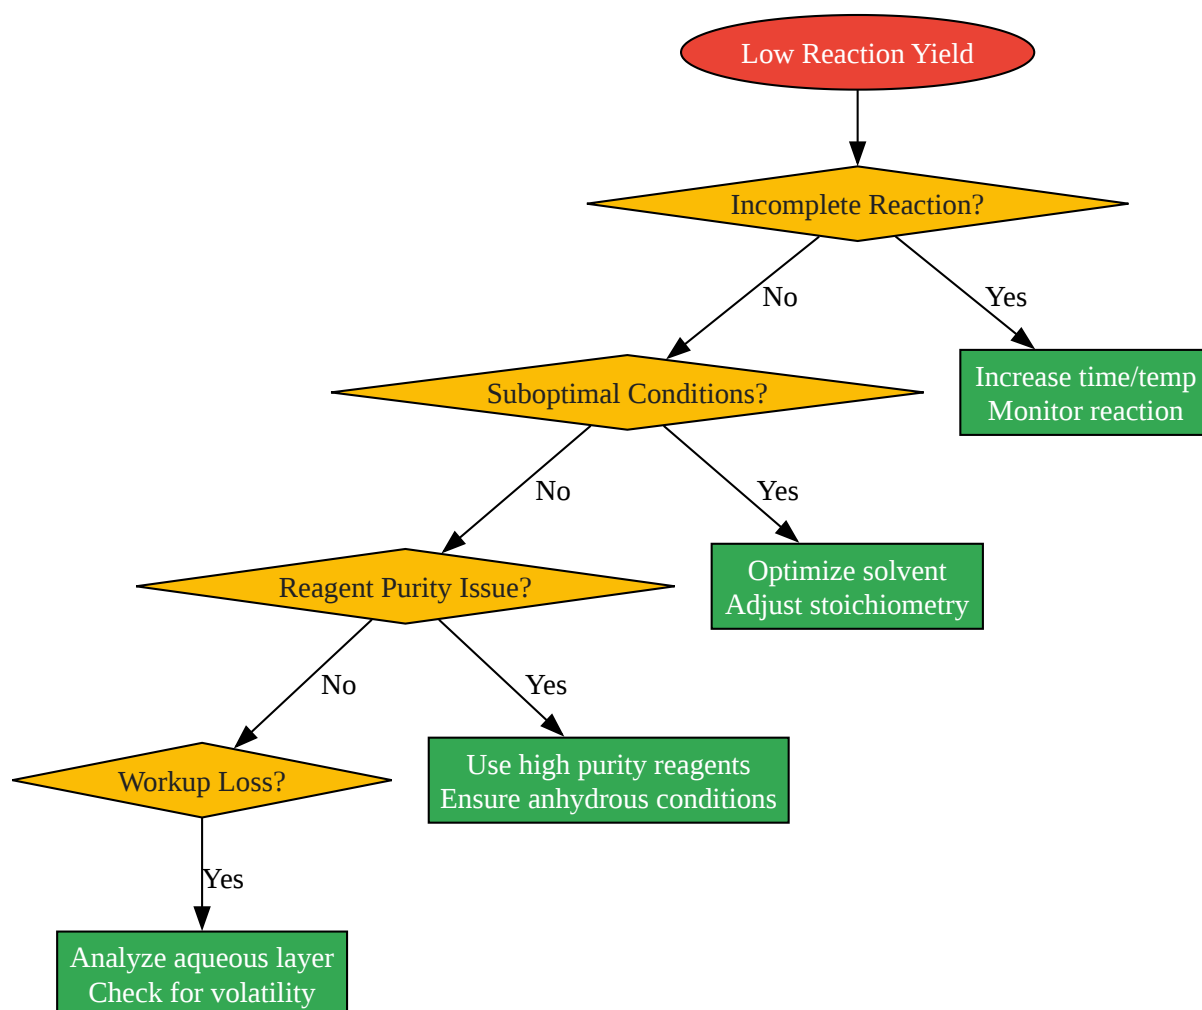 Low Reaction Yield
Incomplete Reaction?
No
Yes
Increase time/temp
Monitor reaction
Suboptimal Conditions?
No
Yes
Optimize solvent
Adjust stoichiometry
Reagent Purity Issue?
No
Yes
Use high purity reagents
Ensure anhydrous conditions
Workup Loss?
Yes
Analyze aqueous layer
Check for volatility